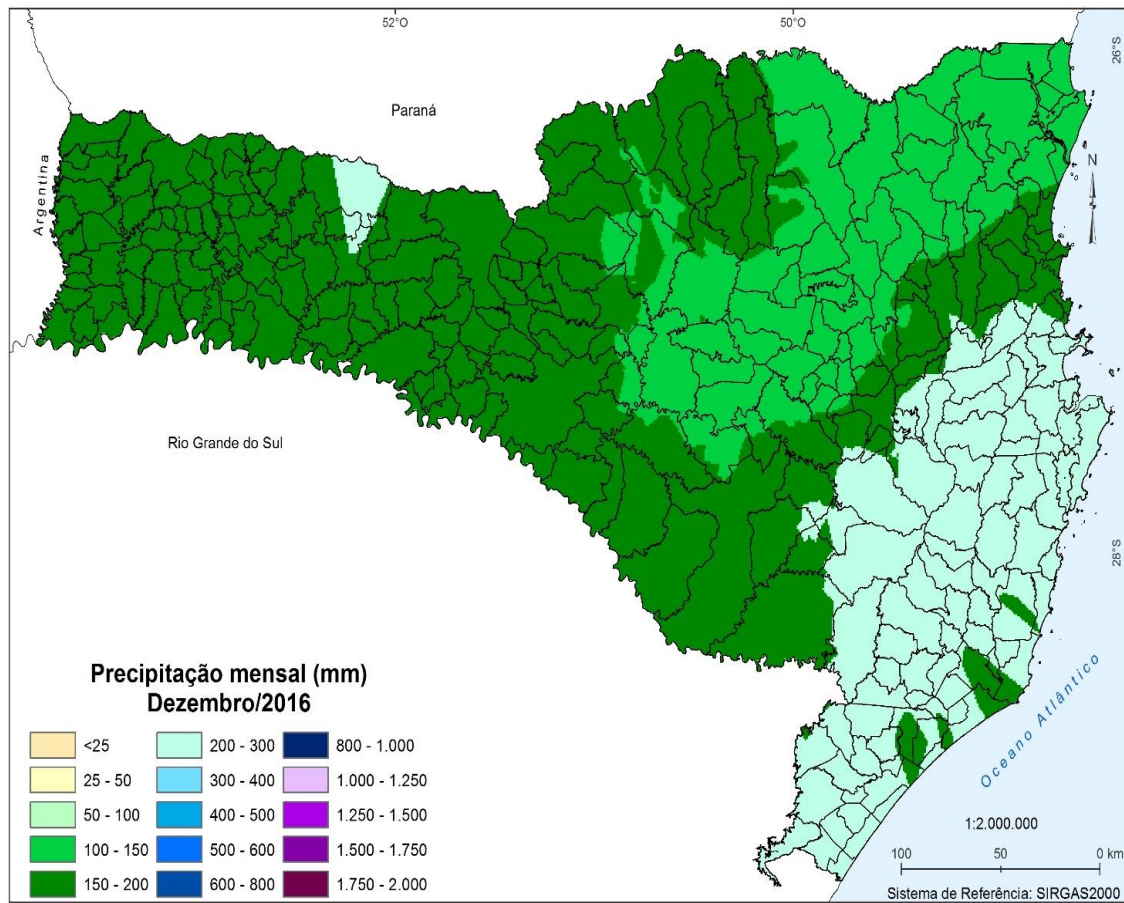 52°O
50°O
26°S
Paraná
Argentina
N
Rio Grande do Sul
28°S
Precipitação mensal (mm)
Dezembro/2016
<25
25 - 50
50 - 100
100 - 150
150 - 200
200 - 300
300 - 400
400 - 500
500 - 600
600 - 800
800 - 1.000
1.000 - 1.250
1.250 - 1.500
1.500 - 1.750
1.750 - 2.000
Oceano Atlântico
1:2.000.000
100 50 0 km
Sistema de Referência: SIRGAS2000